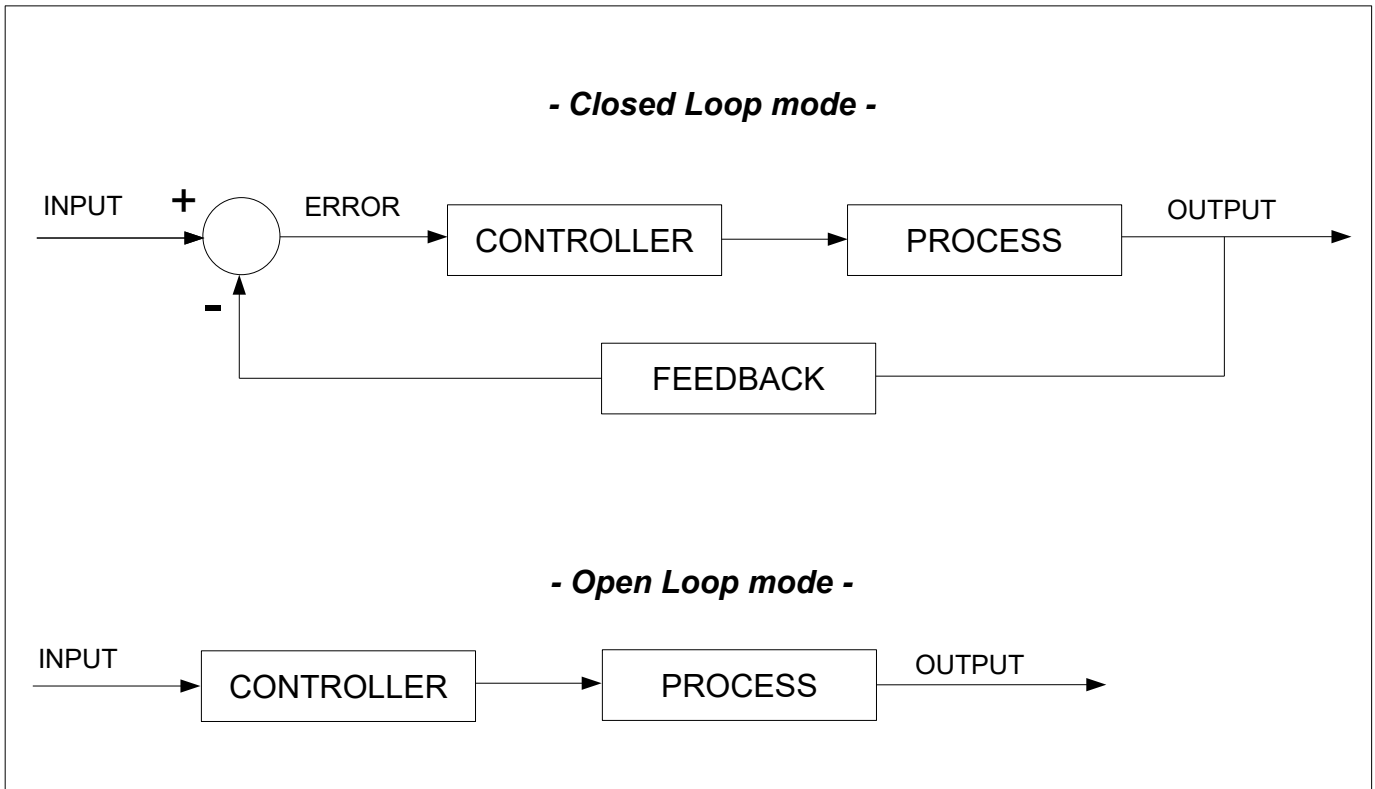 - Closed Loop mode -
INPUT
+
ERROR
CONTROLLER
PROCESS
OUTPUT
-
FEEDBACK
- Open Loop mode -
INPUT
CONTROLLER
PROCESS
OUTPUT